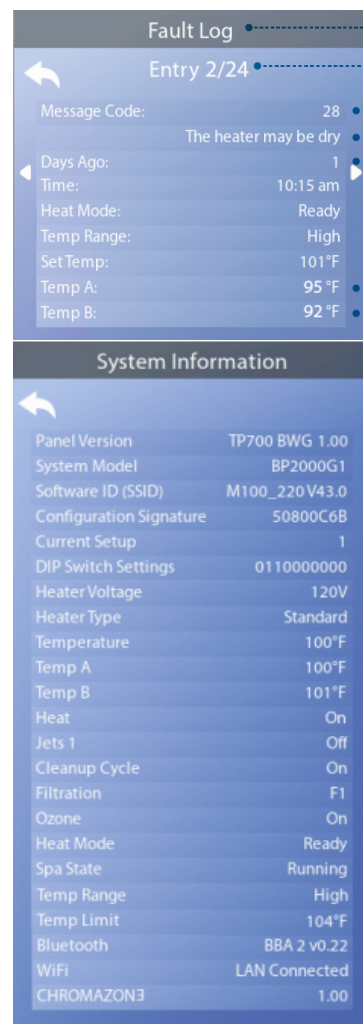 Fault Log
Entry 2/24
Message Code: 28
The heater may be dry
Days Ago: 1
Time: 10:15 am
Heat Mode: Ready
Temp Range: High
Set Temp: 101°F
Temp A: 95 °F
Temp B: 92 °F
System Information
Panel Version TP700 BWG 1.00
System Model BP2000G1
Software ID (SSID) M100_220 V43.0
Configuration Signature 50800C6B
Current Setup 1
DIP Switch Settings 0110000000
Heater Voltage 120V
Heater Type Standard
Temperature 100°F
Temp A 100°F
Temp B 101°F
Heat On
Jets 1 Off
Cleanup Cycle On
Filtration F1
Ozone On
Heat Mode Ready
Spa State Running
Temp Range High
Temp Limit 104°F
Bluetooth BBA 2 v0.22
WiFi LAN Connected
CHROMAZONƎ 1.00